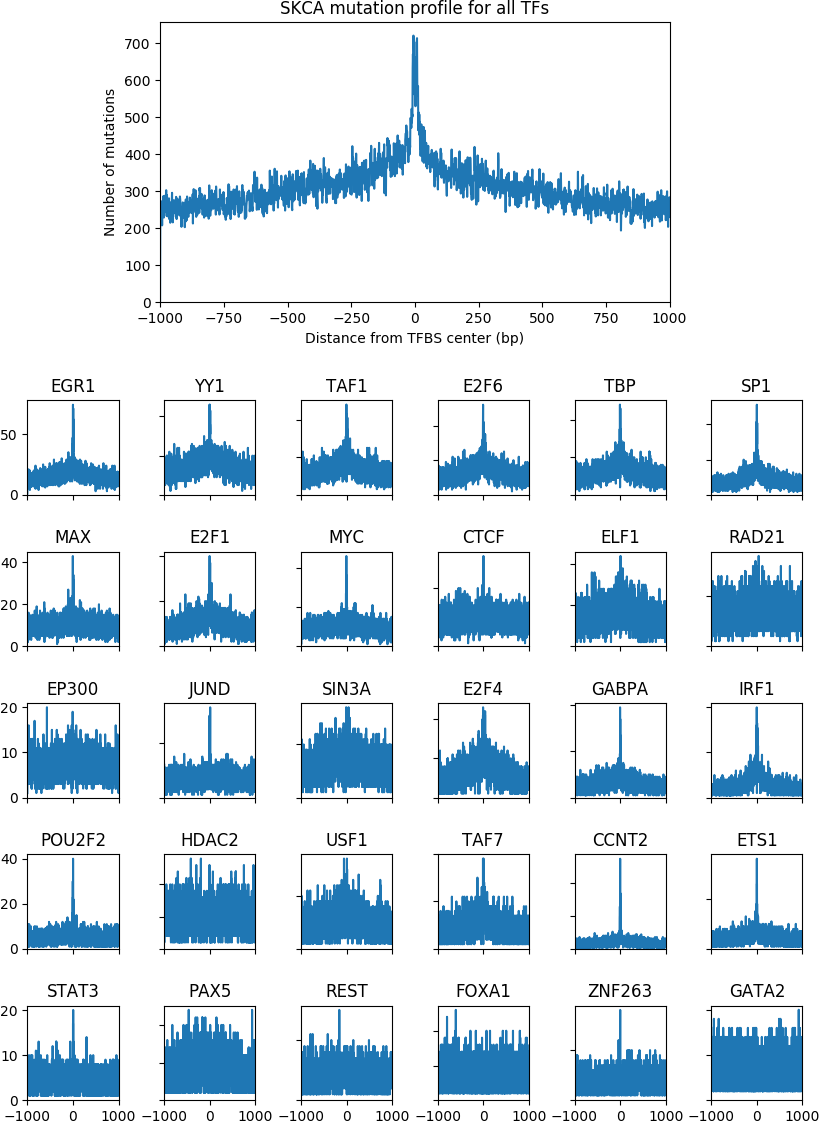 SKCA mutation profile for all TFs
Number of mutations
700
600
500
400
300
200
100
0
−1000 −750 −500 −250 0 250 500 750 1000
Distance from TFBS center (bp)
EGR1 YY1 TAF1 E2F6 TBP SP1
50
0
MAX E2F1 MYC CTCF ELF1 RAD21
40
20
0
EP300 JUND SIN3A E2F4 GABPA IRF1
20
10
0
POU2F2 HDAC2 USF1 TAF7 CCNT2 ETS1
40
20
0
STAT3 PAX5 REST FOXA1 ZNF263 GATA2
20
10
0
−1000 0 1000 −1000 0 1000 −1000 0 1000 −1000 0 1000 −1000 0 1000 −1000 0 1000